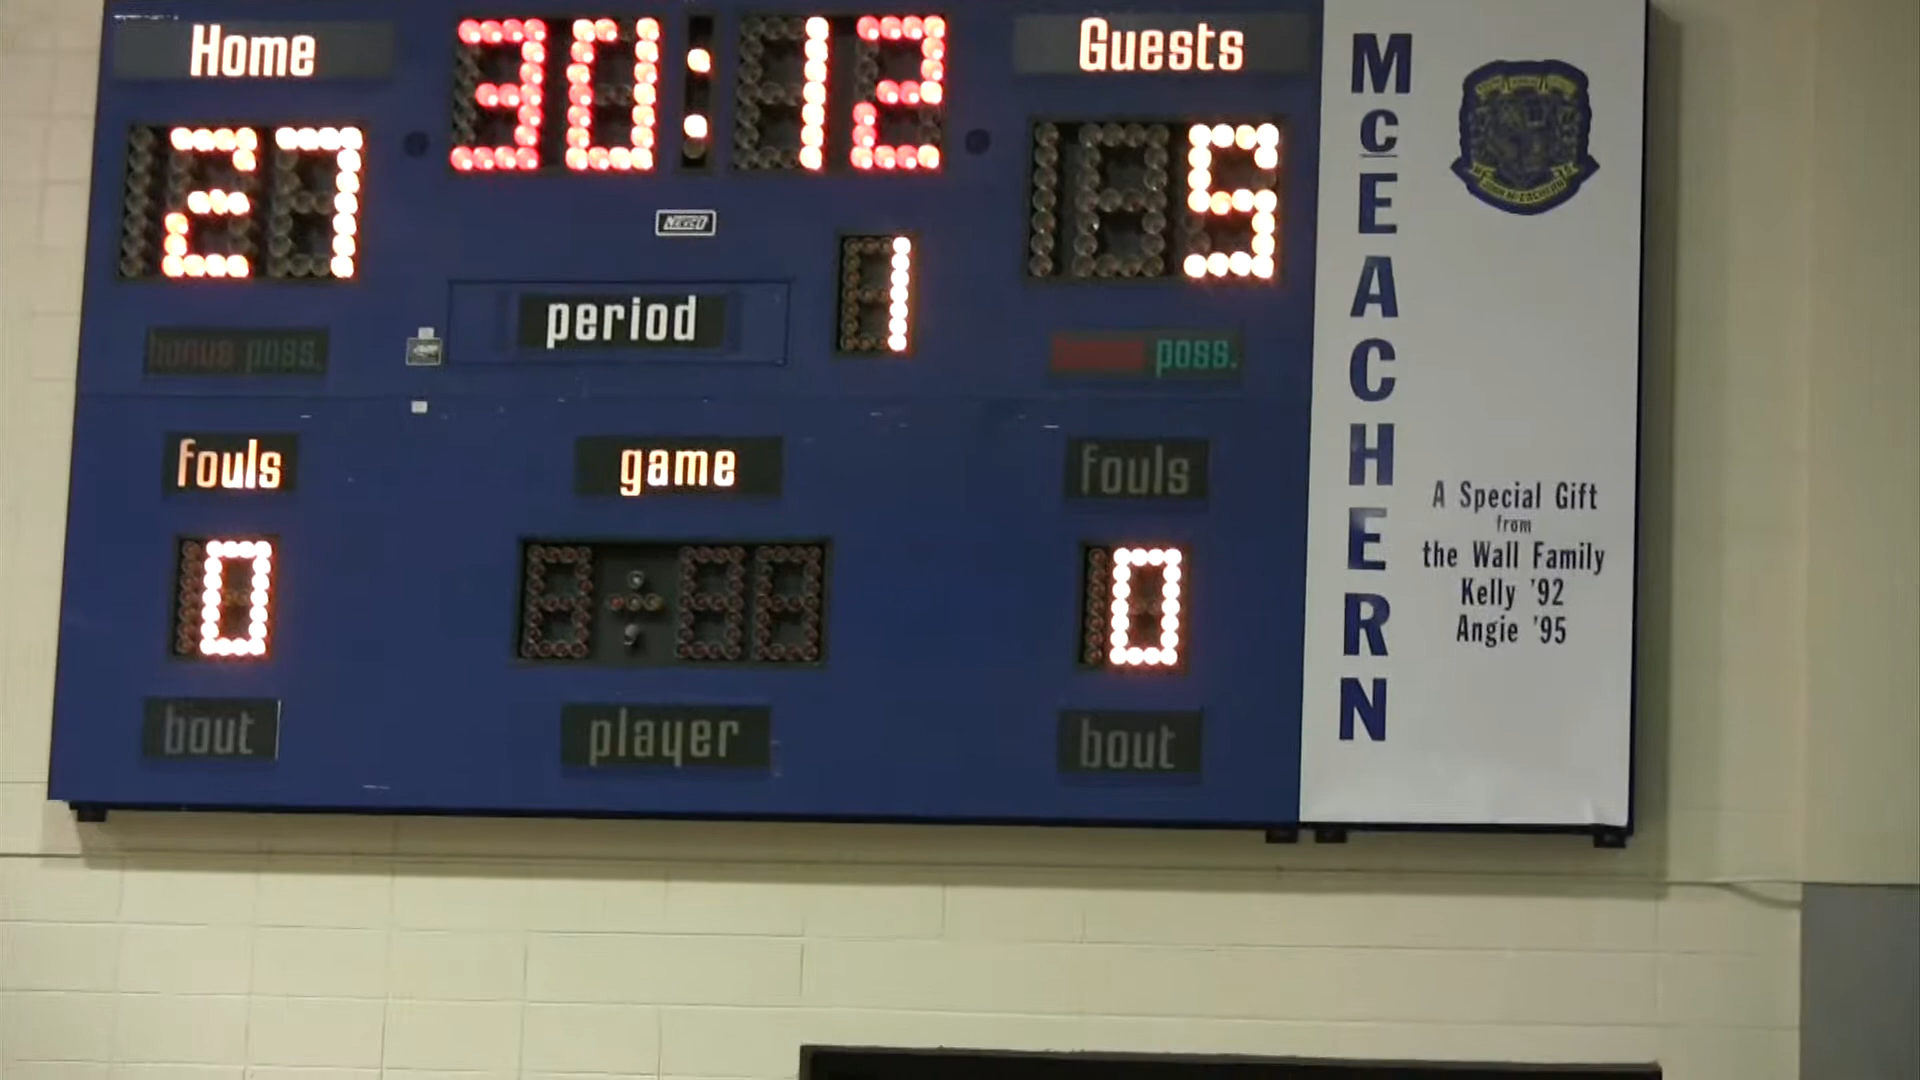 Home 30:12 Guests
27 5
NEVCO
period 1
bonus poss. poss.
fouls game fouls
0 0
bout player bout
McEACHERN
A Special Gift
from
the Wall Family
Kelly '92
Angie '95